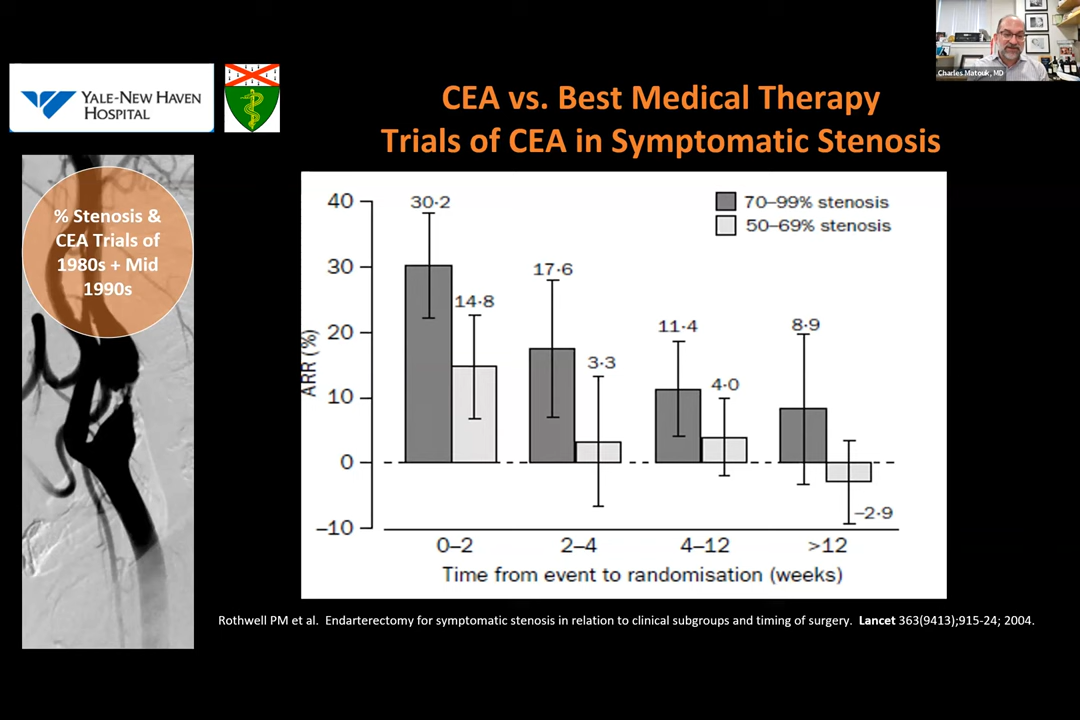 Charles Matouk, MD
YALE-NEW HAVEN
HOSPITAL
CEA vs. Best Medical Therapy
Trials of CEA in Symptomatic Stenosis
% Stenosis &
CEA Trials of
1980s + Mid
1990s
ARR (%)
40
30
20
10
0
–10
70–99% stenosis
50–69% stenosis
30·2
14·8
17·6
3·3
11·4
4·0
8·9
–2·9
0–2
2–4
4–12
>12
Time from event to randomisation (weeks)
Rothwell PM et al. Endarterectomy for symptomatic stenosis in relation to clinical subgroups and timing of surgery. Lancet 363(9413);915-24; 2004.